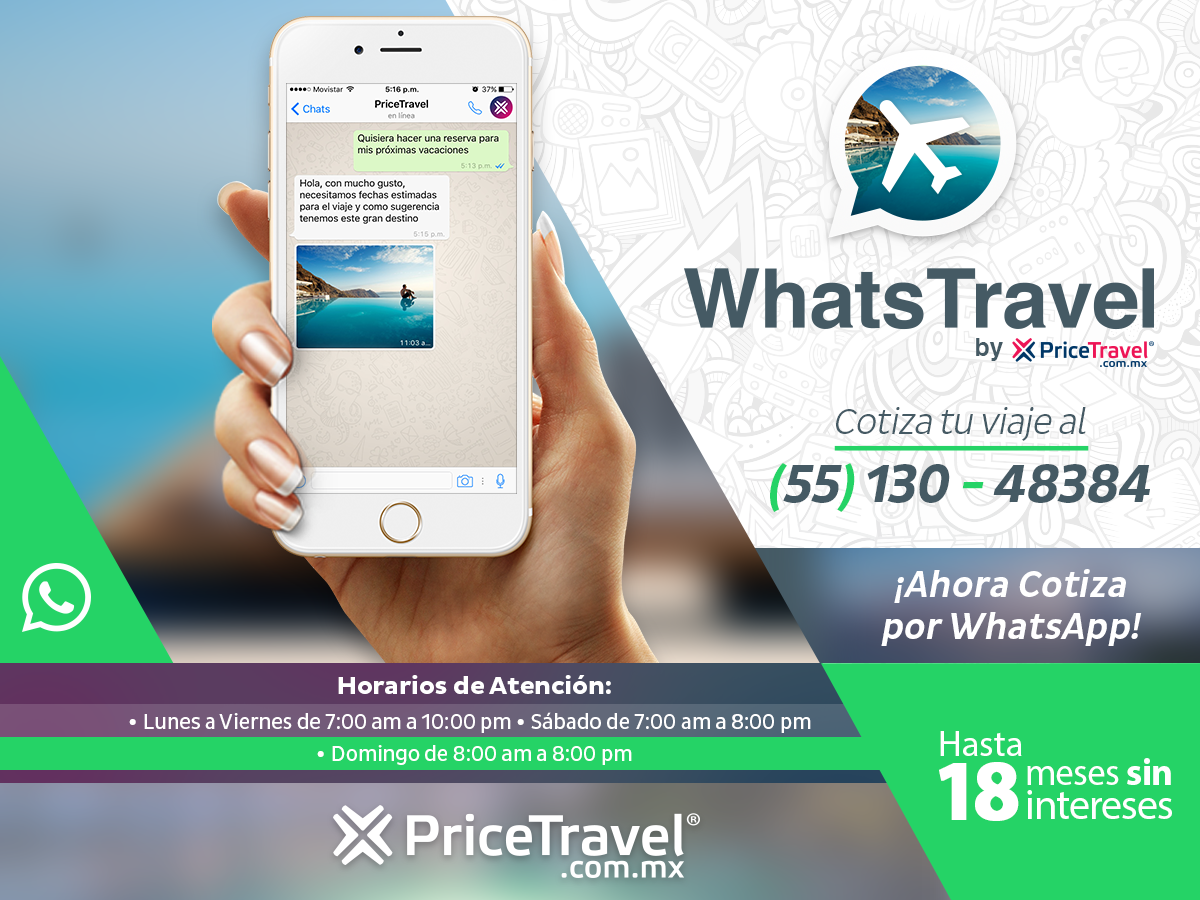 Movistar
5:16 p.m.
37%
Chats
PriceTravel
en línea
Quisiera hacer una reserva para
mis próximas vacaciones
5:13 p.m.
Hola, con mucho gusto,
necesitamos fechas estimadas
para el viaje y como sugerencia
tenemos este gran destino
5:15 p.m.
11:03 a...
WhatsTravel
by PriceTravel®
.com.mx
Cotiza tu viaje al
(55) 130 - 48384
¡Ahora Cotiza
por WhatsApp!
Horarios de Atención:
• Lunes a Viernes de 7:00 am a 10:00 pm • Sábado de 7:00 am a 8:00 pm
• Domingo de 8:00 am a 8:00 pm
Hasta
18 meses sin
intereses
PriceTravel®
.com.mx